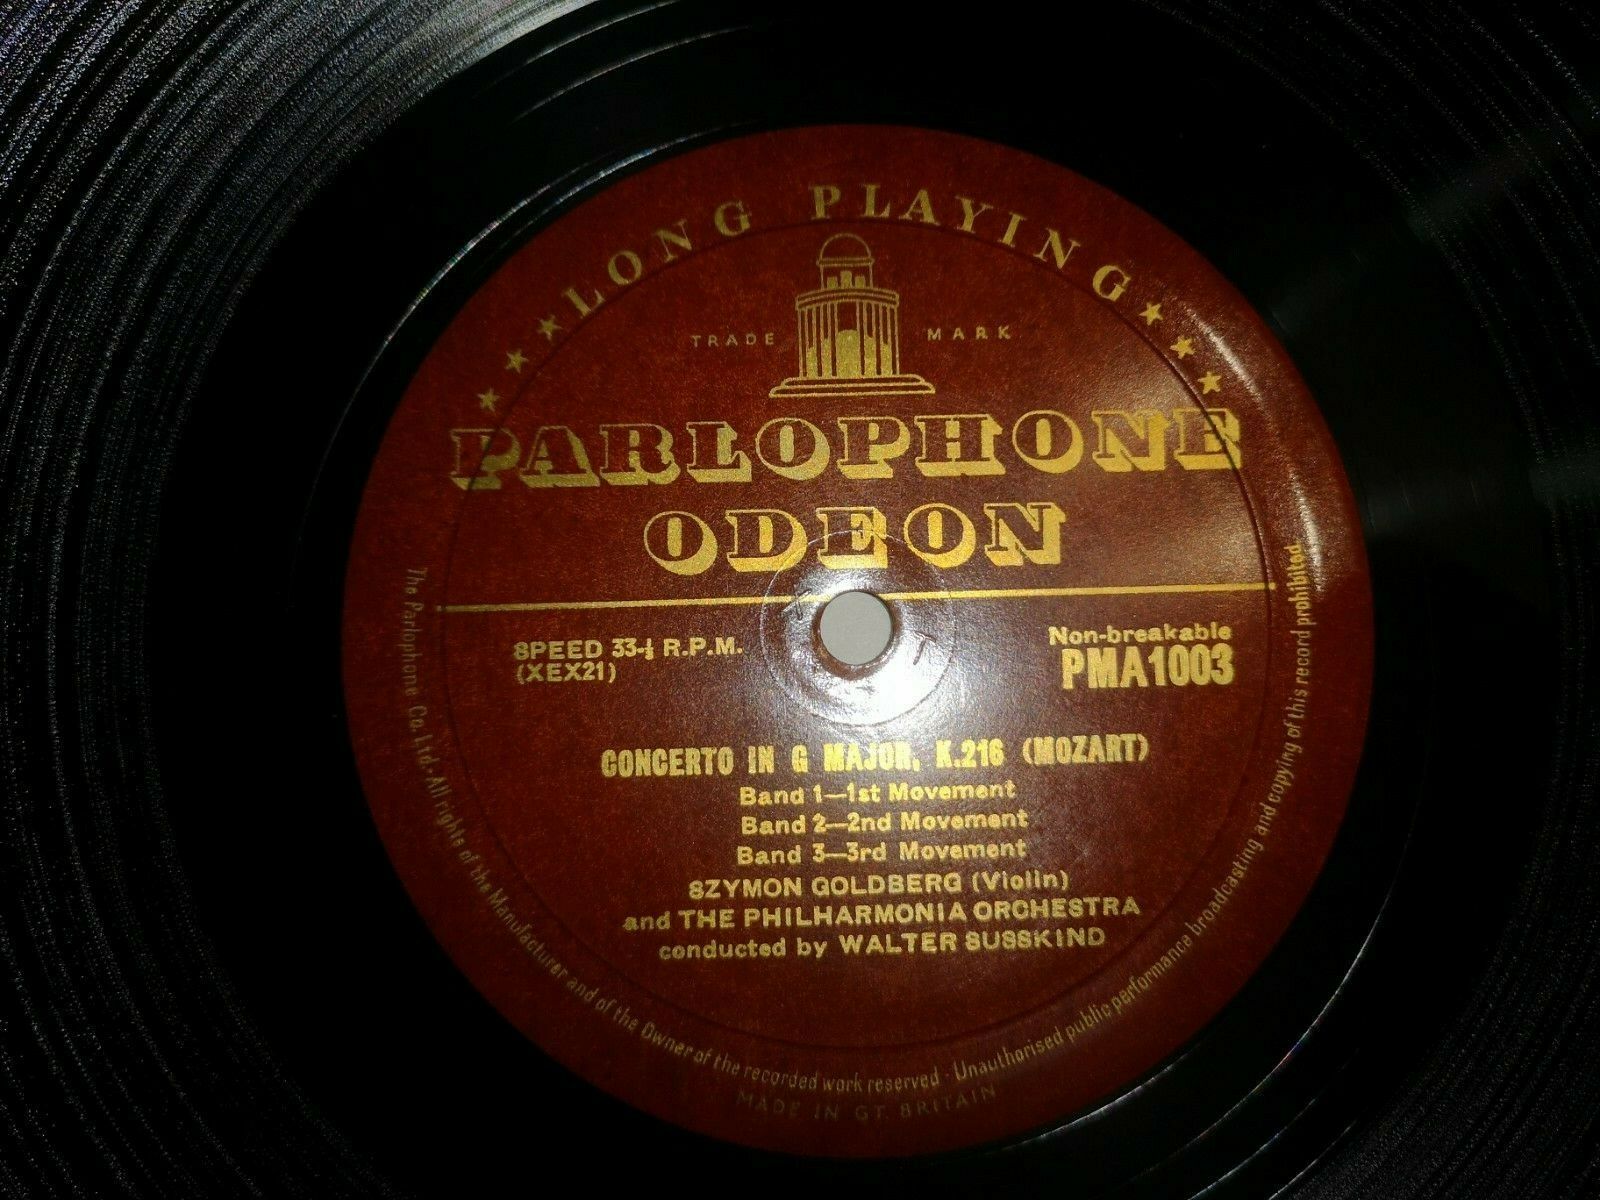 LONG PLAYING
TRADE MARK
PARLOPHONE
ODEON
SPEED 33-⅓ R.P.M.
(XEX21)
Non-breakable
PMA1003
CONCERTO IN G MAJOR, K.216 (MOZART)
Band 1—1st Movement
Band 2—2nd Movement
Band 3—3rd Movement
SZYMON GOLDBERG (Violin)
and THE PHILHARMONIA ORCHESTRA
conducted by WALTER SUSSKIND
The Parlophone Co. Ltd · All rights of the Manufacturer and of the Owner of the recorded work reserved · Unauthorised public performance broadcasting and copying of this record prohibited.
MADE IN GT. BRITAIN